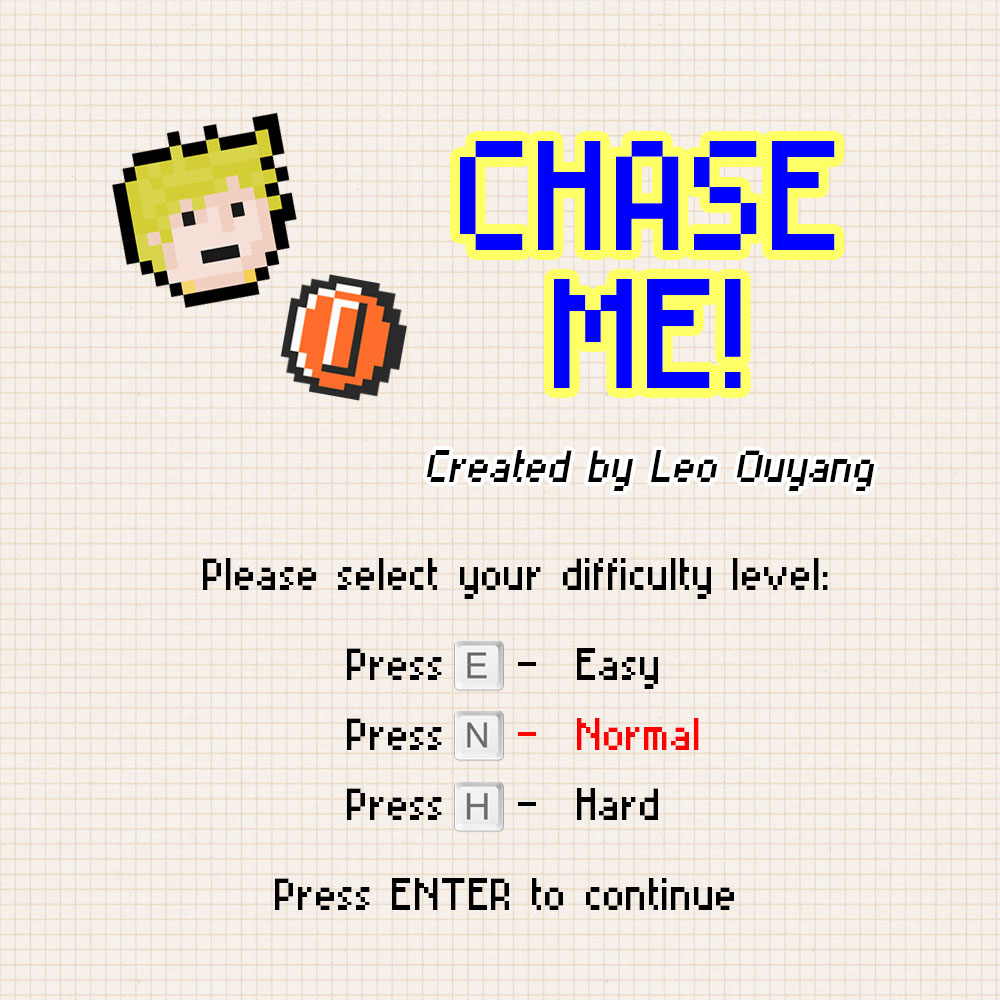 CHASE
ME!
Created by Leo Ouyang
Please select your difficulty level:
Press E - Easy
Press N - Normal
Press H - Hard
Press ENTER to continue